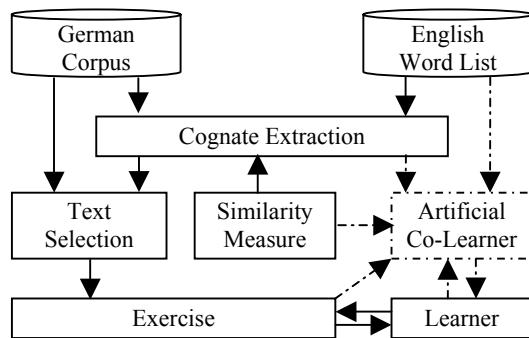 German
Corpus
English
Word List
Cognate Extraction
Text
Selection
Similarity
Measure
Artificial
Co-Learner
Exercise
Learner